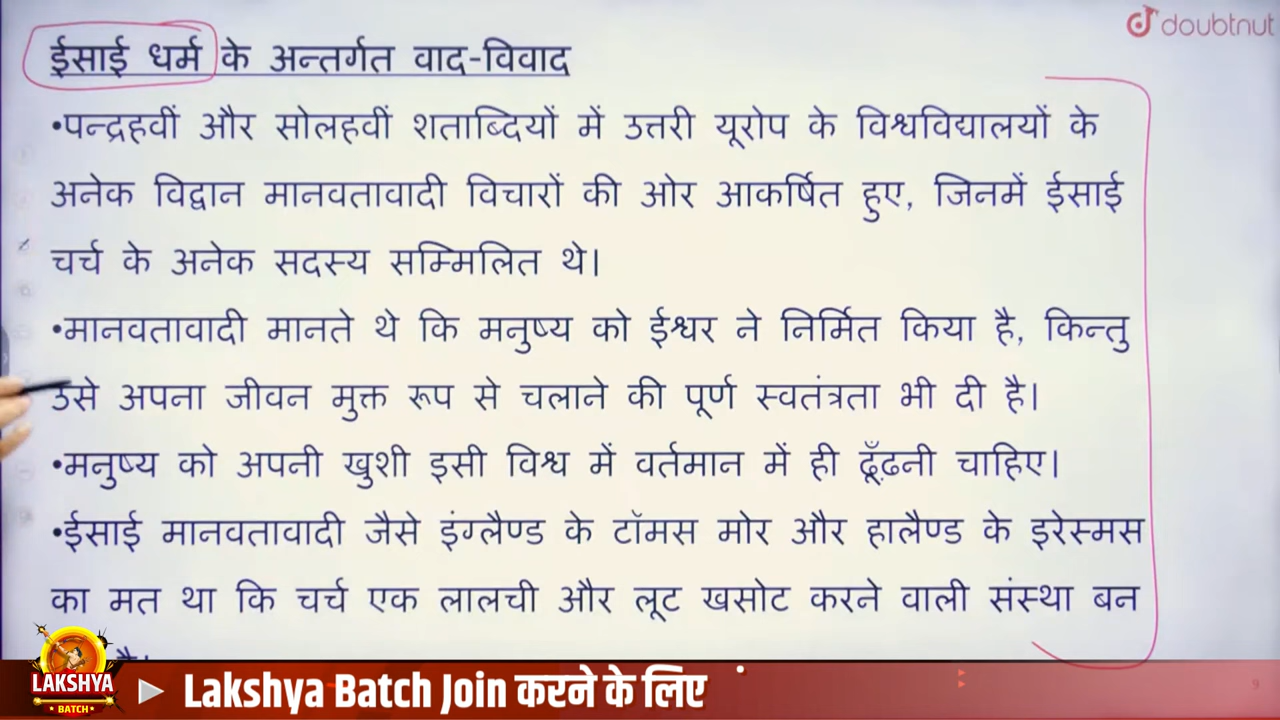 doubtnut
ईसाई धर्म के अन्तर्गत वाद-विवाद
•पन्द्रहवीं और सोलहवीं शताब्दियों में उत्तरी यूरोप के विश्वविद्यालयों के
अनेक विद्वान मानवतावादी विचारों की ओर आकर्षित हुए, जिनमें ईसाई
चर्च के अनेक सदस्य सम्मिलित थे।
•मानवतावादी मानते थे कि मनुष्य को ईश्वर ने निर्मित किया है, किन्तु
उसे अपना जीवन मुक्त रूप से चलाने की पूर्ण स्वतंत्रता भी दी है।
•मनुष्य को अपनी खुशी इसी विश्व में वर्तमान में ही ढूँढ़नी चाहिए।
•ईसाई मानवतावादी जैसे इंग्लैण्ड के टॉमस मोर और हालैण्ड के इरेस्मस
का मत था कि चर्च एक लालची और लूट खसोट करने वाली संस्था बन
LAKSHYA
BATCH
Lakshya Batch Join करने के लिए
9